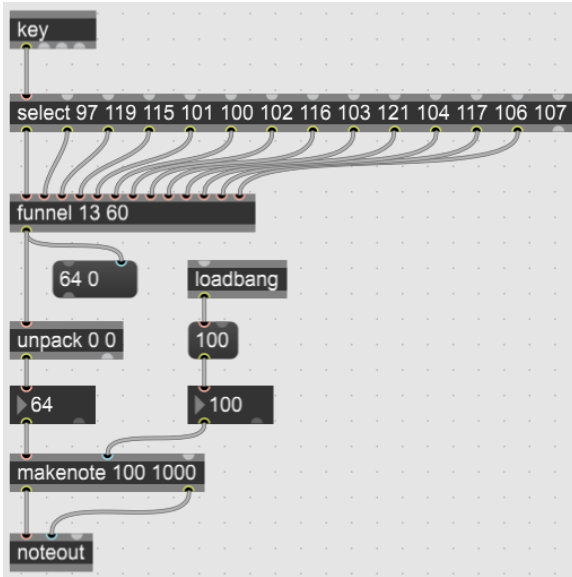 key
select 97 119 115 101 100 102 116 103 121 104 117 106 107
funnel 13 60
64 0
loadbang
unpack 0 0
100
64
100
makenote 100 1000
noteout